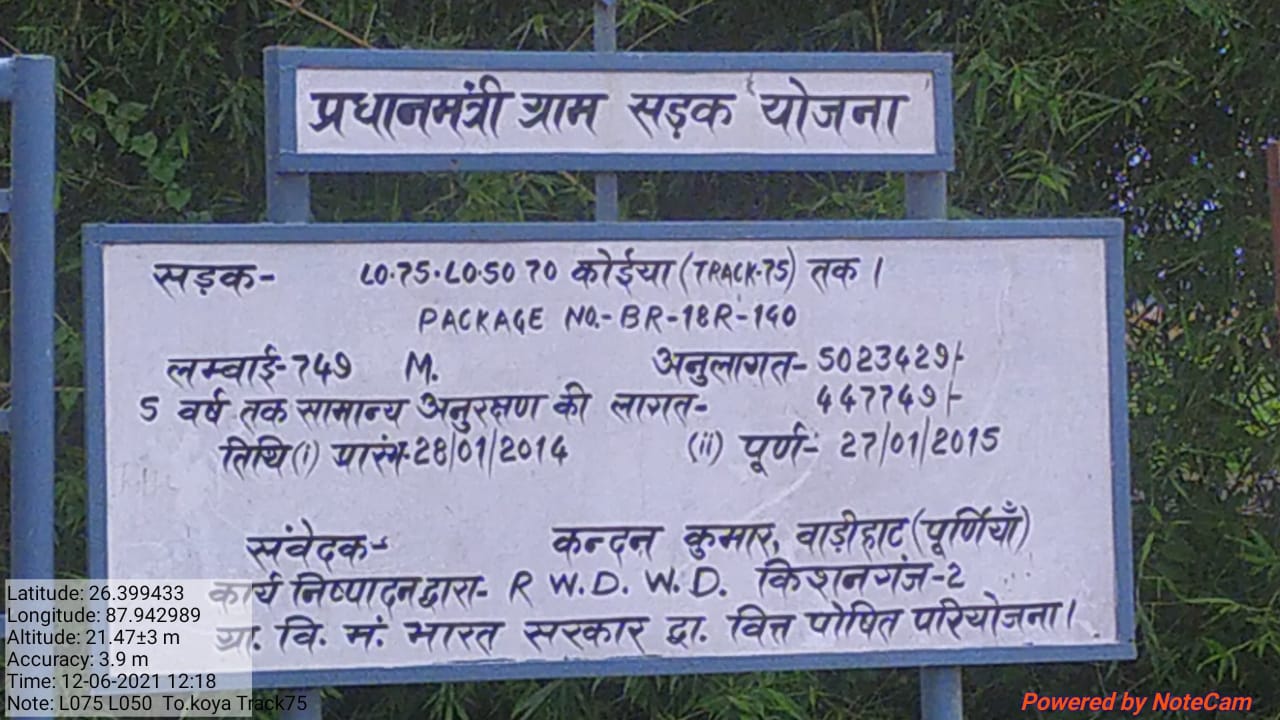 प्रधानमंत्री ग्राम सड़क योजना
सड़क- L0.75.L0.50 70 कोईया (TRACK-75) तक ।
PACKAGE NO.- BR-18R-140
लम्वाई- 749 M. अनुलागत- 5023429/-
5 वर्ष तक सामान्य अनुरक्षण की लागत- 447749/-
तिथि (i) प्रारंभ-28/01/2014 (ii) पूर्ण-: 27/01/2015
संवेदक- कन्दन कुमार, वाड़ीहाट (पूर्णियाँ)
कार्य निष्पादन द्वारा- R W.D. W.D. किशनगंज-2
ग्रा. वि. मं. भारत सरकार द्वा. वित्त पोषित परियोजना।
Latitude: 26.399433
Longitude: 87.942989
Altitude: 21.47±3 m
Accuracy: 3.9 m
Time: 12-06-2021 12:18
Note: L075 L050 To.koya Track75
Powered by NoteCam